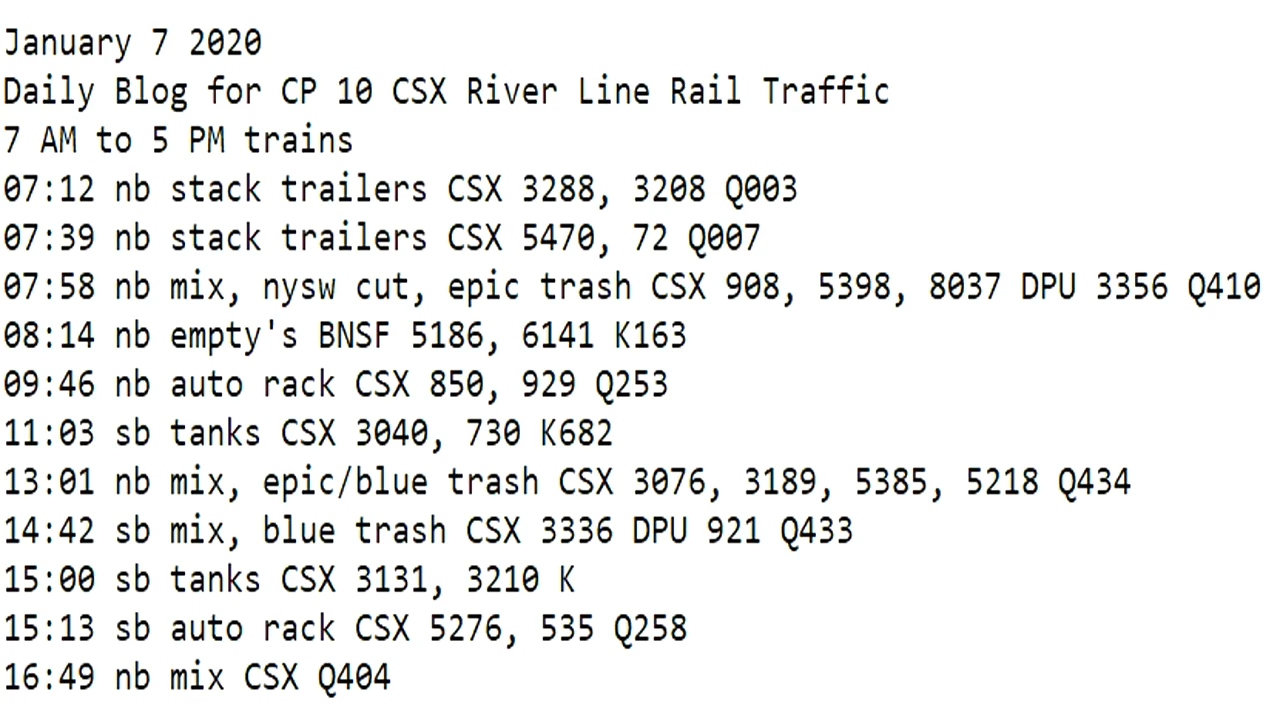 January 7 2020
Daily Blog for CP 10 CSX River Line Rail Traffic
7 AM to 5 PM trains
07:12 nb stack trailers CSX 3288, 3208 Q003
07:39 nb stack trailers CSX 5470, 72 Q007
07:58 nb mix, nysw cut, epic trash CSX 908, 5398, 8037 DPU 3356 Q410
08:14 nb empty's BNSF 5186, 6141 K163
09:46 nb auto rack CSX 850, 929 Q253
11:03 sb tanks CSX 3040, 730 K682
13:01 nb mix, epic/blue trash CSX 3076, 3189, 5385, 5218 Q434
14:42 sb mix, blue trash CSX 3336 DPU 921 Q433
15:00 sb tanks CSX 3131, 3210 K
15:13 sb auto rack CSX 5276, 535 Q258
16:49 nb mix CSX Q404